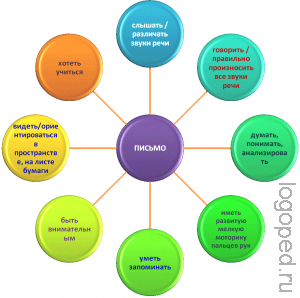 слышать /
различать
звуки речи
говорить /
правильно
произносить
все звуки
речи
думать,
понимать,
анализирова
ть
иметь
развитую
мелкую
моторику
пальцев рук
уметь
запоминать
быть
внимательн
ым
видеть/орие
нтироваться
в
пространств
е, на листе
бумаги
хотеть
учиться
ПИСЬМО
logoped.ru